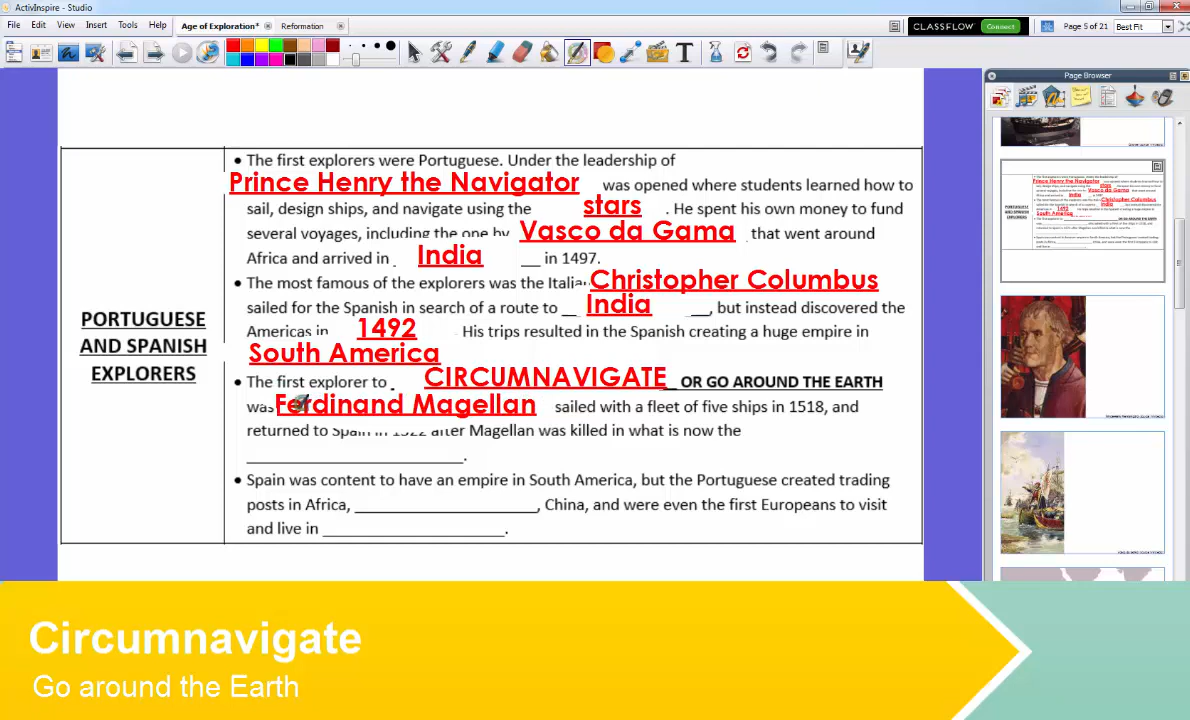 ActivInspire - Studio
File Edit View Insert Tools Help Age of Exploration* Reformation CLASSFLOW Connect Page 5 of 21 Best Fit
Page Browser
• The first explorers were Portuguese. Under the leadership of
Prince Henry the Navigator was opened where students learned how to
sail, design ships, and navigate using the stars. He spent his own money to fund
several voyages, including the one by Vasco da Gama that went around
Africa and arrived in India __ in 1497.
• The most famous of the explorers was the Italia Christopher Columbus
sailed for the Spanish in search of a route to __ India __, but instead discovered the
Americas in 1492 His trips resulted in the Spanish creating a huge empire in
South America
PORTUGUESE
AND SPANISH
EXPLORERS
• The first explorer to CIRCUMNAVIGATE__ OR GO AROUND THE EARTH
was Ferdinand Magellan sailed with a fleet of five ships in 1518, and
returned to Spain in 1522 after Magellan was killed in what is now the
_______________________.
• Spain was content to have an empire in South America, but the Portuguese created trading
posts in Africa, ___________________, China, and were even the first Europeans to visit
and live in ___________________.
Circumnavigate
Go around the Earth